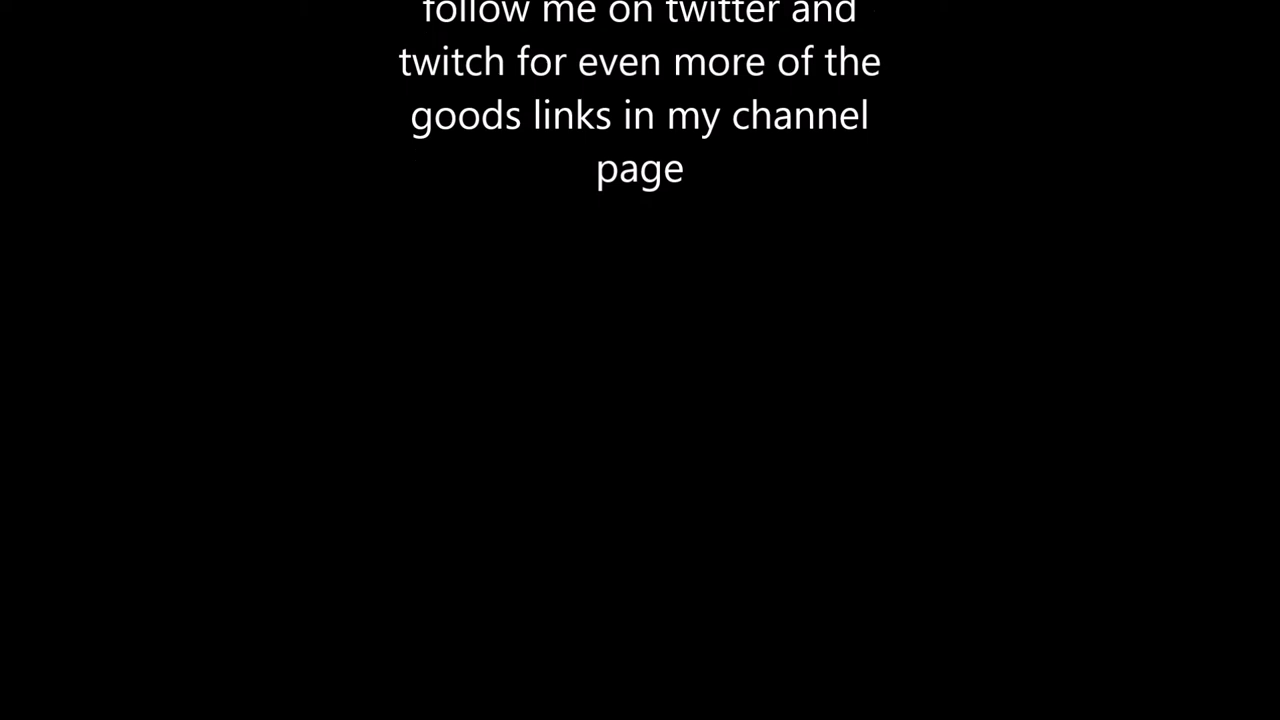 follow me on twitter and
twitch for even more of the
goods links in my channel
page